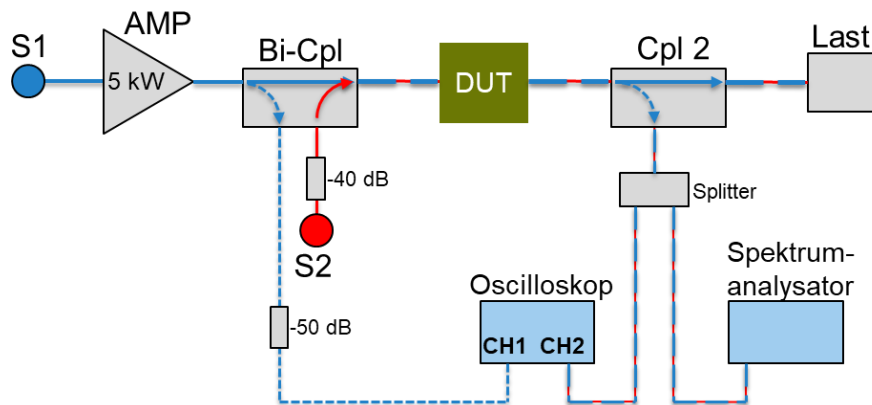 S1
AMP
5 kW
Bi-Cpl
DUT
Cpl 2
Last
-40 dB
S2
Splitter
-50 dB
Oscilloskop
CH1 CH2
Spektrum-
analysator